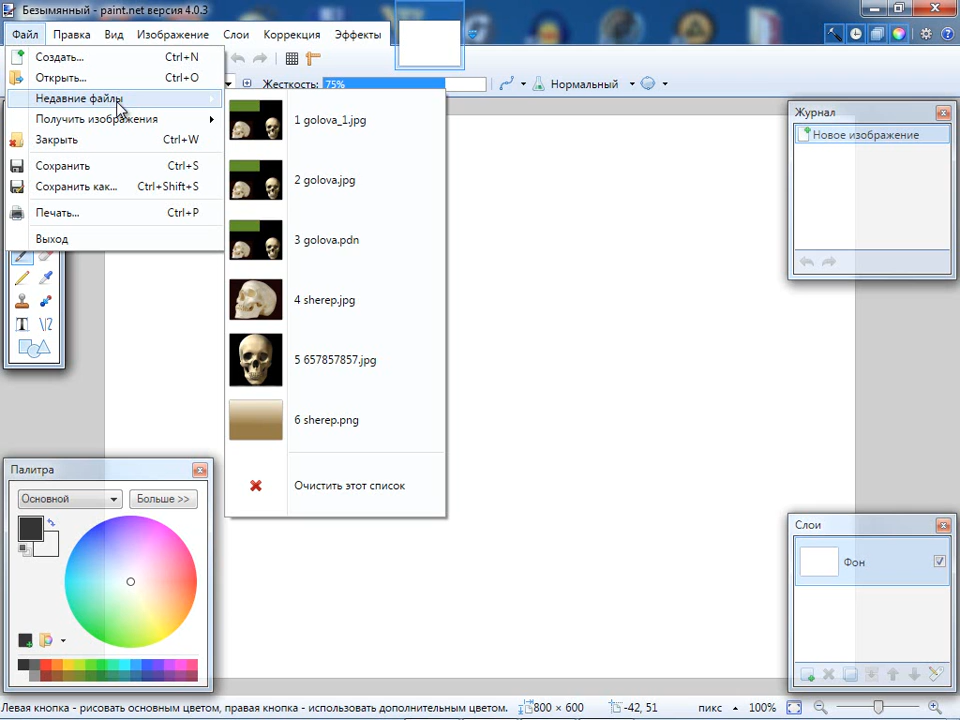 Безымянный - paint.net версия 4.0.3
Файл Правка Вид Изображение Слои Коррекция Эффекты
Создать... Ctrl+N
Открыть... Ctrl+O
Недавние файлы
Получить изображения
Закрыть Ctrl+W
Сохранить Ctrl+S
Сохранить как... Ctrl+Shift+S
Печать... Ctrl+P
Выход
Жесткость: 75% Нормальный
1 golova_1.jpg
2 golova.jpg
3 golova.pdn
4 sherep.jpg
5 657857857.jpg
6 sherep.png
Очистить этот список
Журнал
Новое изображение
Палитра
Основной Больше >>
Слои
Фон
Левая кнопка - рисовать основным цветом, правая кнопка - использовать дополнительным цветом. 800 × 600 -42, 51 пикс 100%